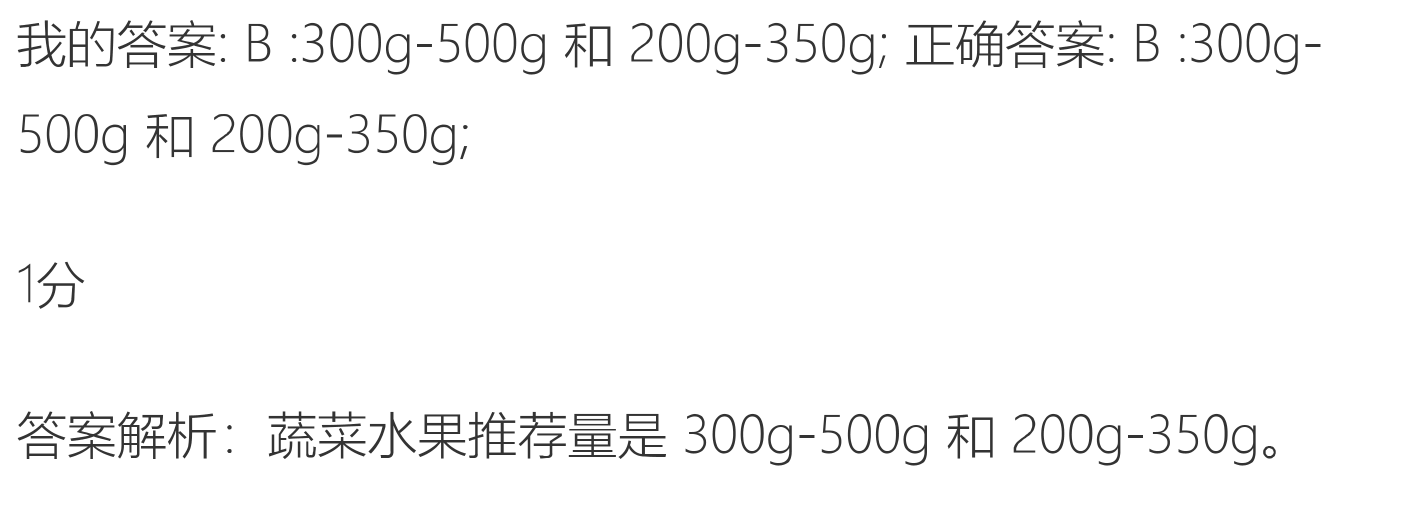 我的答案: B :300g-500g 和 200g-350g; 正确答案: B :300g-
500g 和 200g-350g;
1分
答案解析：蔬菜水果推荐量是 300g-500g 和 200g-350g。